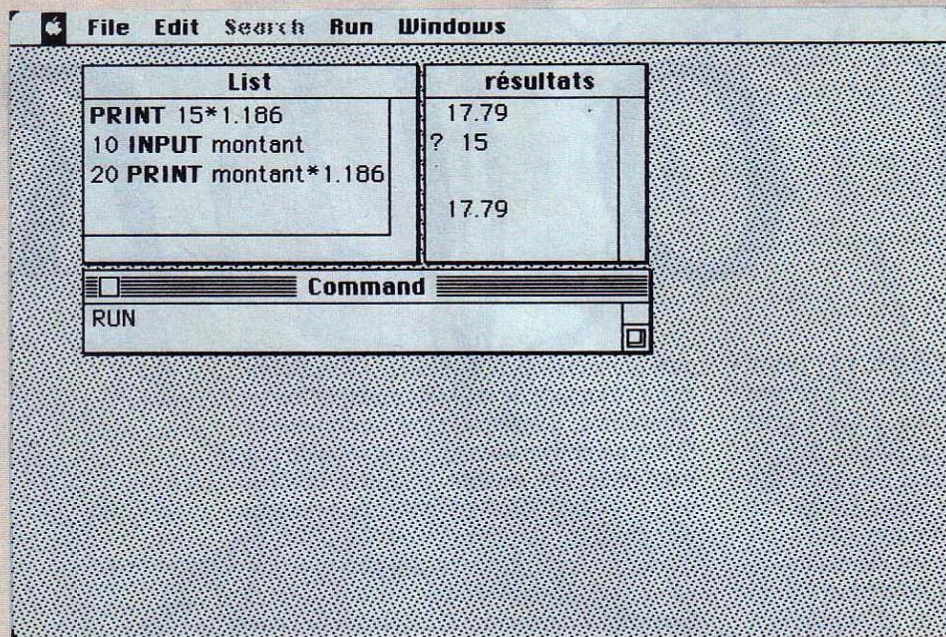 File Edit Search Run Windows
List
PRINT 15*1.186
10 INPUT montant
20 PRINT montant*1.186
résultats
17.79
? 15
17.79
Command
RUN